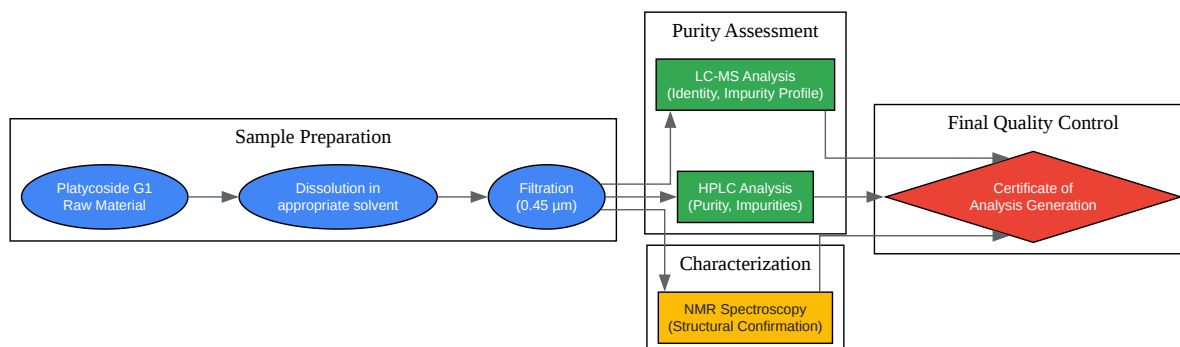 Sample Preparation
Platycoside G1
Raw Material
Dissolution in
appropriate solvent
Filtration
(0.45 µm)
Purity Assessment
LC-MS Analysis
(Identity, Impurity Profile)
HPLC Analysis
(Purity, Impurities)
Characterization
NMR Spectroscopy
(Structural Confirmation)
Final Quality Control
Certificate of
Analysis Generation